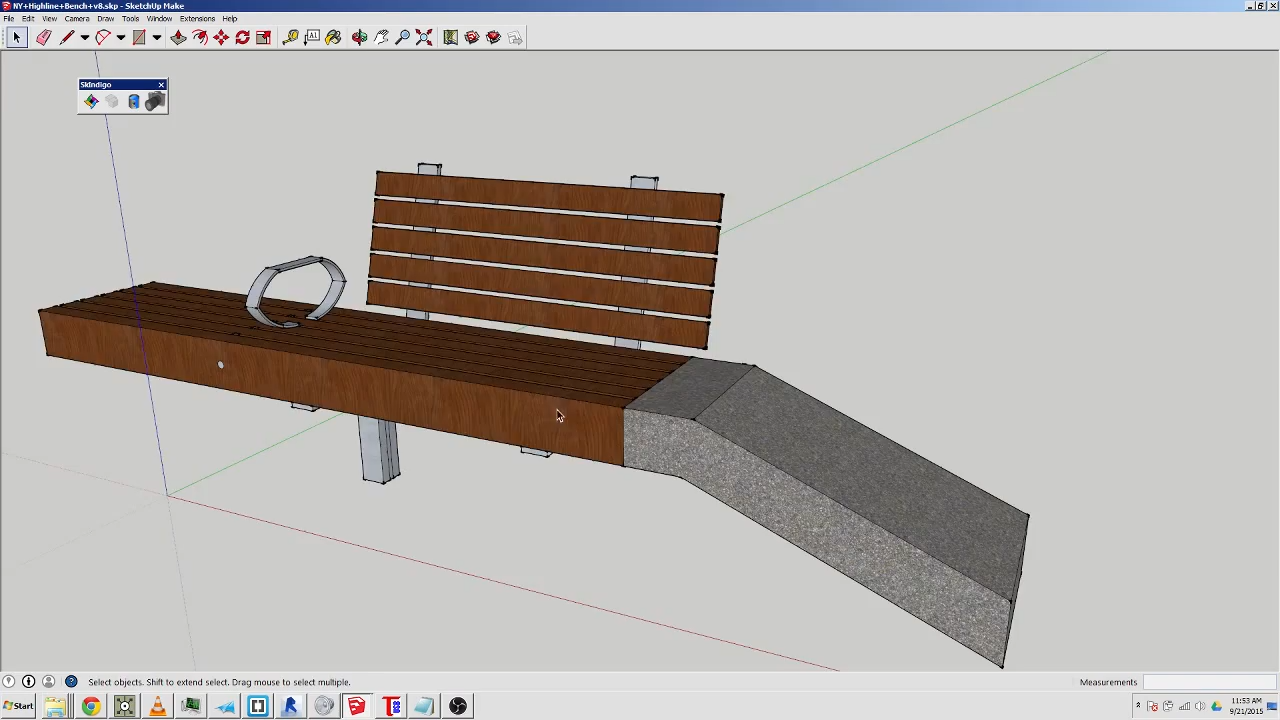 NY+Highline+Bench+v8.skp - SketchUp Make
File Edit View Camera Draw Tools Window Extensions Help
A1
SkIndigo
Select objects. Shift to extend select. Drag mouse to select multiple.
Measurements
Start
11:53 AM
9/21/2015